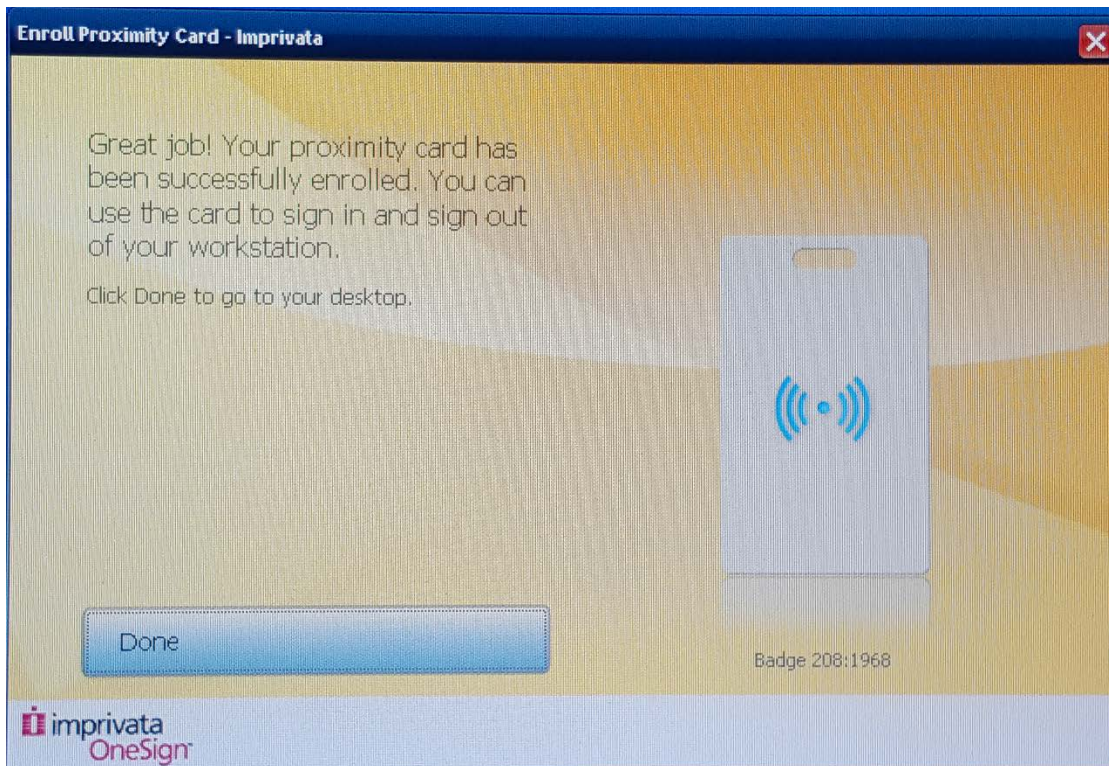 Enroll Proximity Card - Imprivata
Great job! Your proximity card has
been successfully enrolled. You can
use the card to sign in and sign out
of your workstation.
Click Done to go to your desktop.
Done
Badge 208:1968
imprivata
OneSign